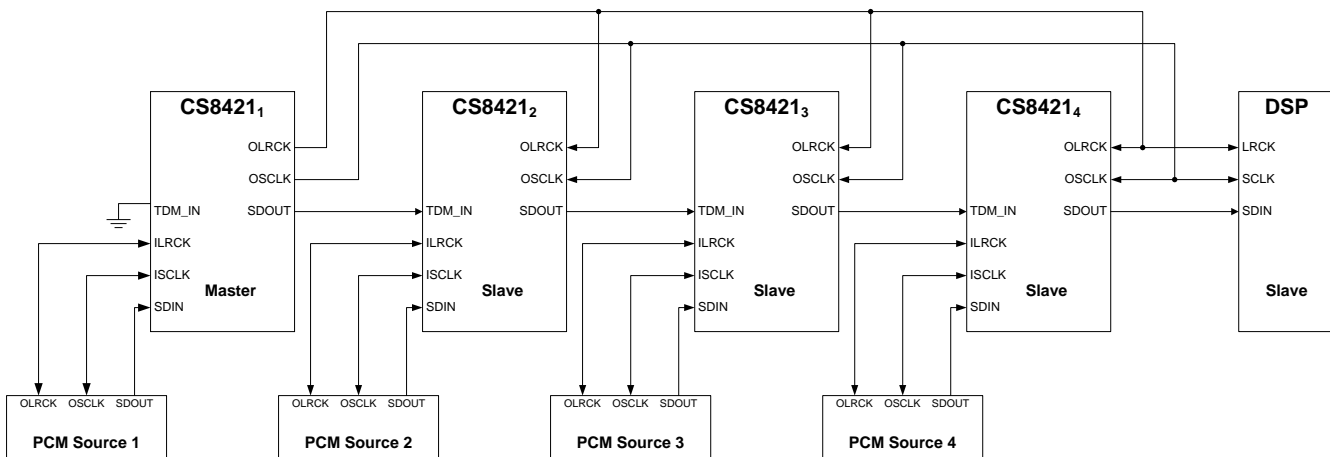 CS8421₁
OLRCK
OSCLK
TDM_IN
SDOUT
ILRCK
ISCLK
Master
SDIN
CS8421₂
OLRCK
OSCLK
TDM_IN
SDOUT
ILRCK
ISCLK
Slave
SDIN
CS8421₃
OLRCK
OSCLK
TDM_IN
SDOUT
ILRCK
ISCLK
Slave
SDIN
CS8421₄
OLRCK
OSCLK
TDM_IN
SDOUT
ILRCK
ISCLK
Slave
SDIN
DSP
LRCK
SCLK
SDIN
Slave
OLRCK OSCLK SDOUT
PCM Source 1
OLRCK OSCLK SDOUT
PCM Source 2
OLRCK OSCLK SDOUT
PCM Source 3
OLRCK OSCLK SDOUT
PCM Source 4